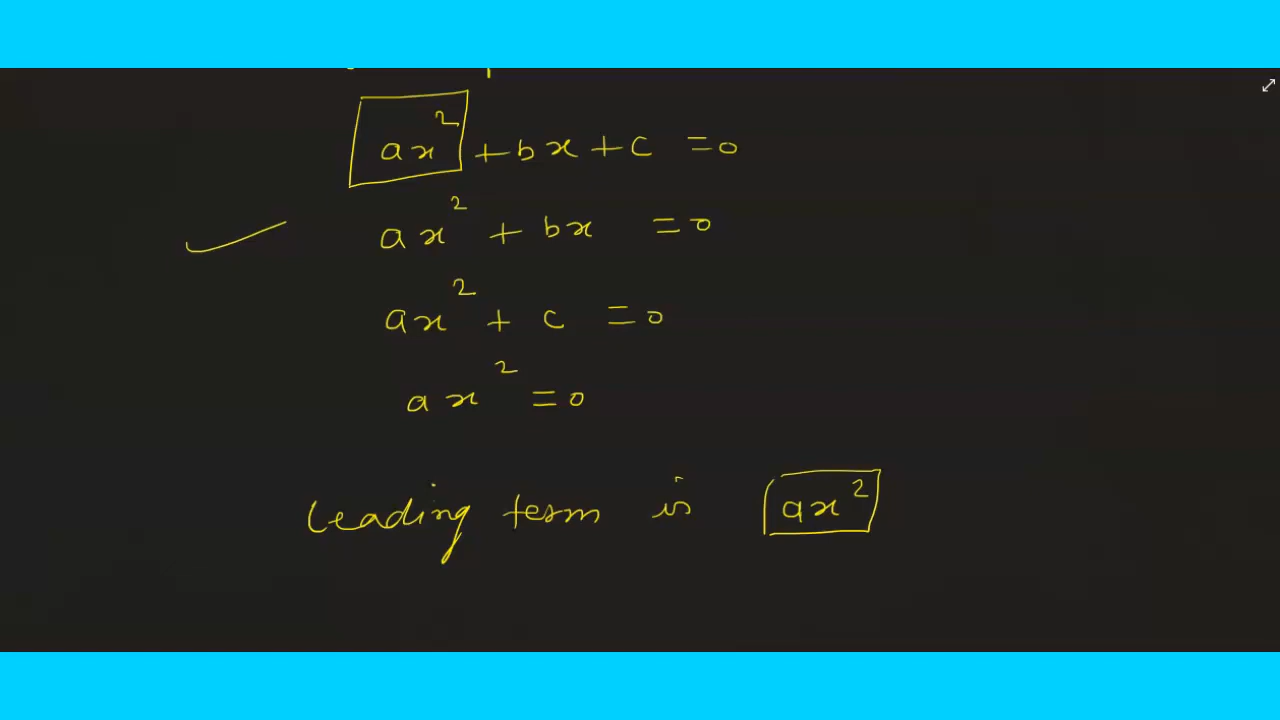 ax² + bx + c = 0
ax² + bx = 0
ax² + c = 0
ax² = 0
leading term is ax²